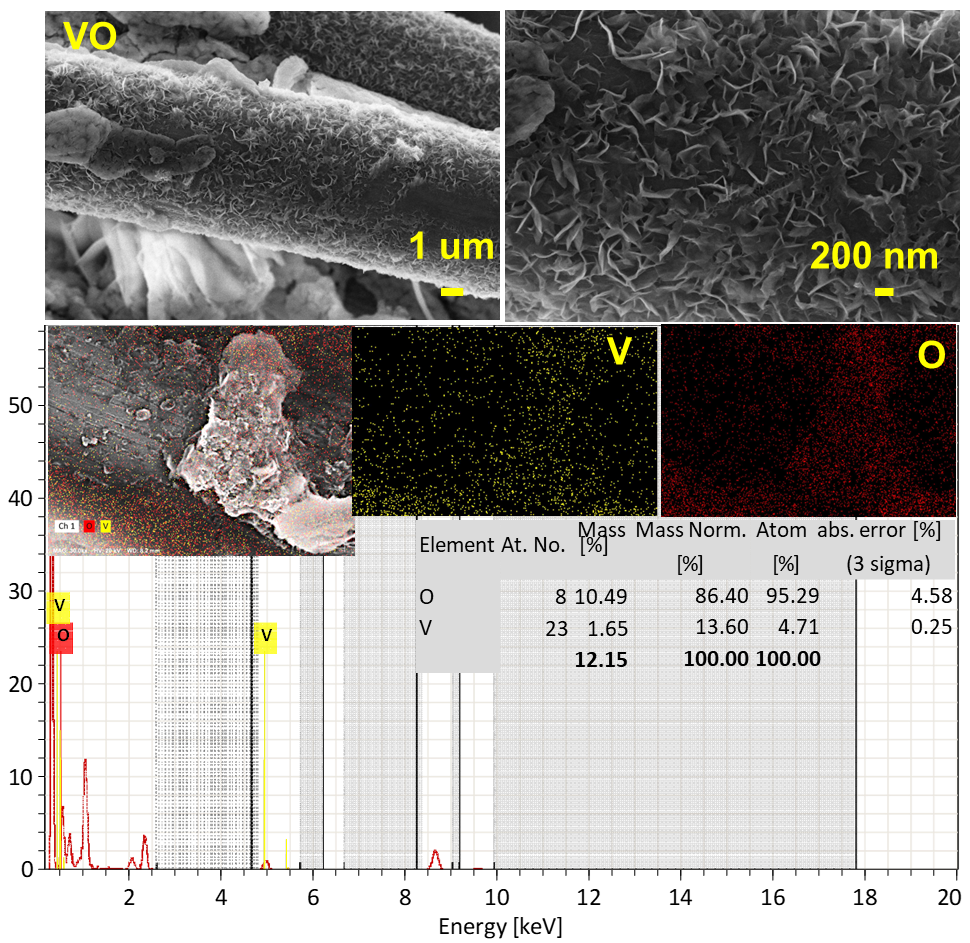 VO
1 um
200 nm
V
O
Ch 1 O V
50
40
30
20
10
0
V
O
V
Element At. No. Mass [%] Mass Norm. [%] Atom [%] abs. error [%] (3 sigma)
O 8 10.49 86.40 95.29 4.58
V 23 1.65 13.60 4.71 0.25
12.15 100.00 100.00
2 4 6 8 10 12 14 16 18 20
Energy [keV]